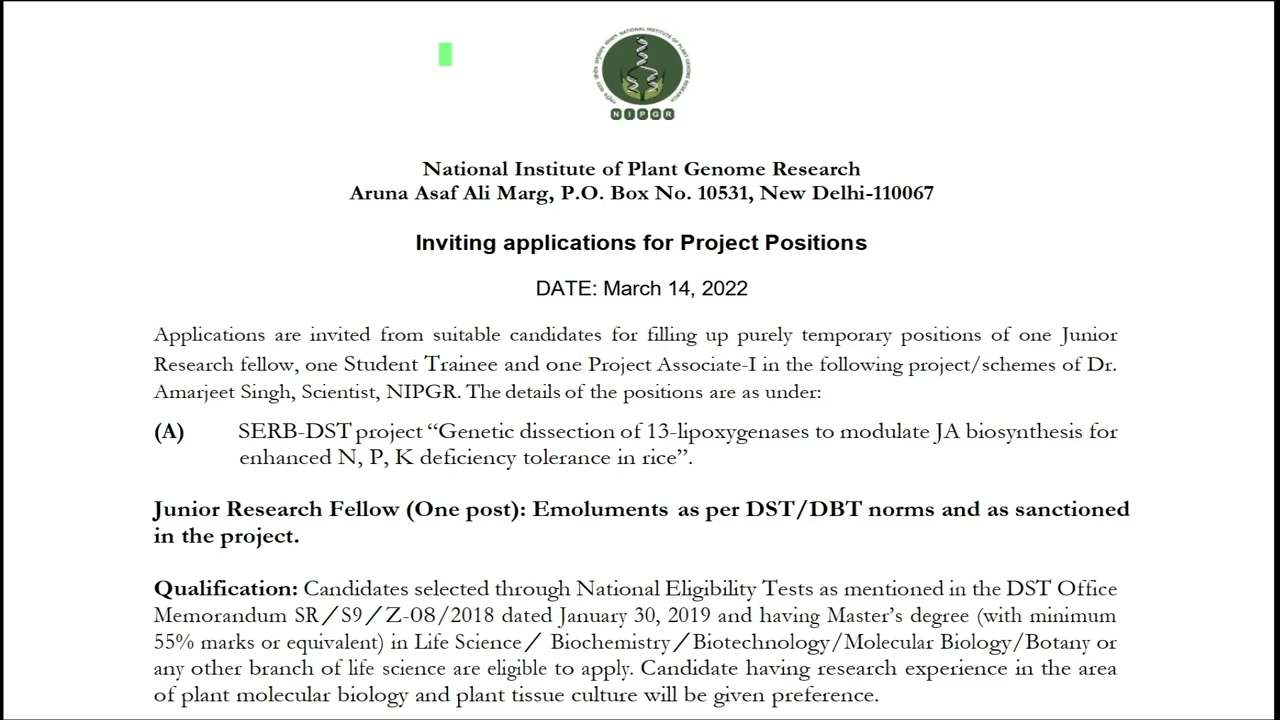 NATIONAL INSTITUTE OF PLANT GENOME RESEARCH
NIPGR
National Institute of Plant Genome Research
Aruna Asaf Ali Marg, P.O. Box No. 10531, New Delhi-110067
Inviting applications for Project Positions
DATE: March 14, 2022
Applications are invited from suitable candidates for filling up purely temporary positions of one Junior
Research fellow, one Student Trainee and one Project Associate-I in the following project/schemes of Dr.
Amarjeet Singh, Scientist, NIPGR. The details of the positions are as under:
(A) SERB-DST project “Genetic dissection of 13-lipoxygenases to modulate JA biosynthesis for
enhanced N, P, K deficiency tolerance in rice”.
Junior Research Fellow (One post): Emoluments as per DST/DBT norms and as sanctioned
in the project.
Qualification: Candidates selected through National Eligibility Tests as mentioned in the DST Office
Memorandum SR/S9/Z-08/2018 dated January 30, 2019 and having Master’s degree (with minimum
55% marks or equivalent) in Life Science/ Biochemistry/Biotechnology/Molecular Biology/Botany or
any other branch of life science are eligible to apply. Candidate having research experience in the area
of plant molecular biology and plant tissue culture will be given preference.